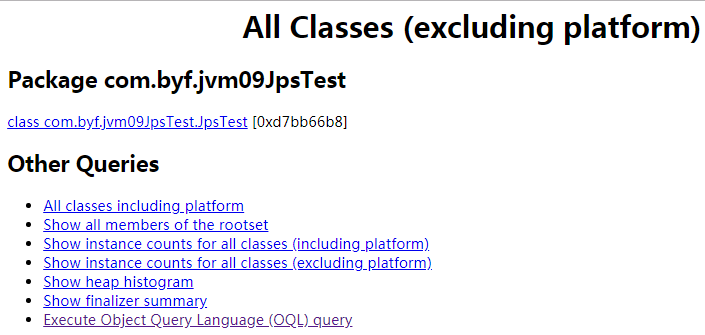 All Classes (excluding platform)
Package com.byf.jvm09JpsTest
class com.byf.jvm09JpsTest.JpsTest [0xd7bb66b8]
Other Queries
All classes including platform
Show all members of the rootset
Show instance counts for all classes (including platform)
Show instance counts for all classes (excluding platform)
Show heap histogram
Show finalizer summary
Execute Object Query Language (OQL) query